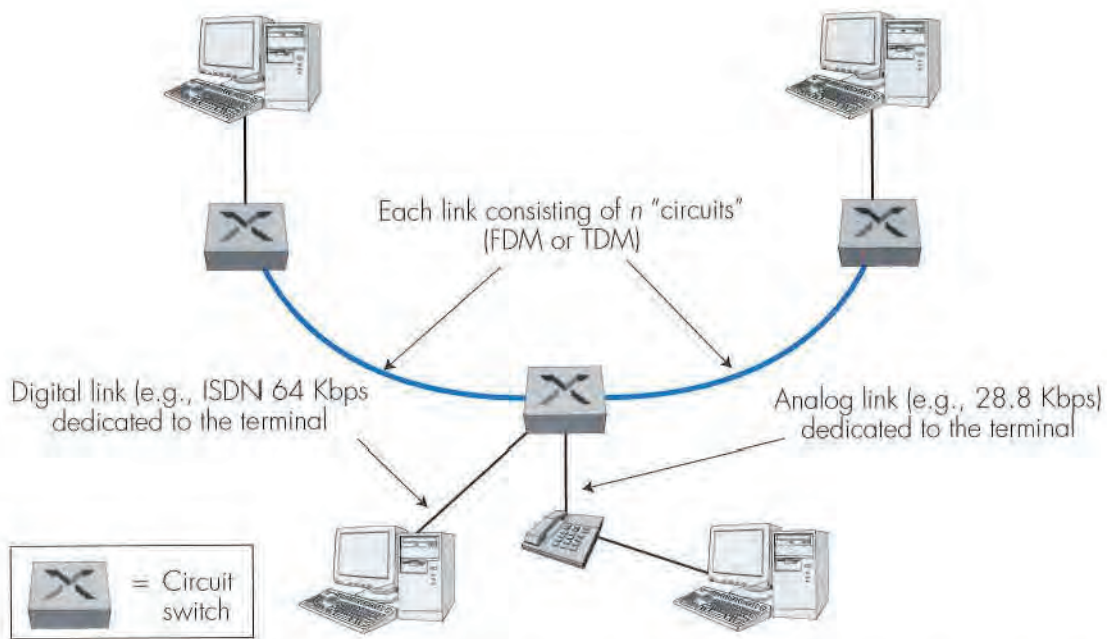 Each link consisting of n "circuits"
(FDM or TDM)
Digital link (e.g., ISDN 64 Kbps
dedicated to the terminal
Analog link (e.g., 28.8 Kbps)
dedicated to the terminal
= Circuit
switch